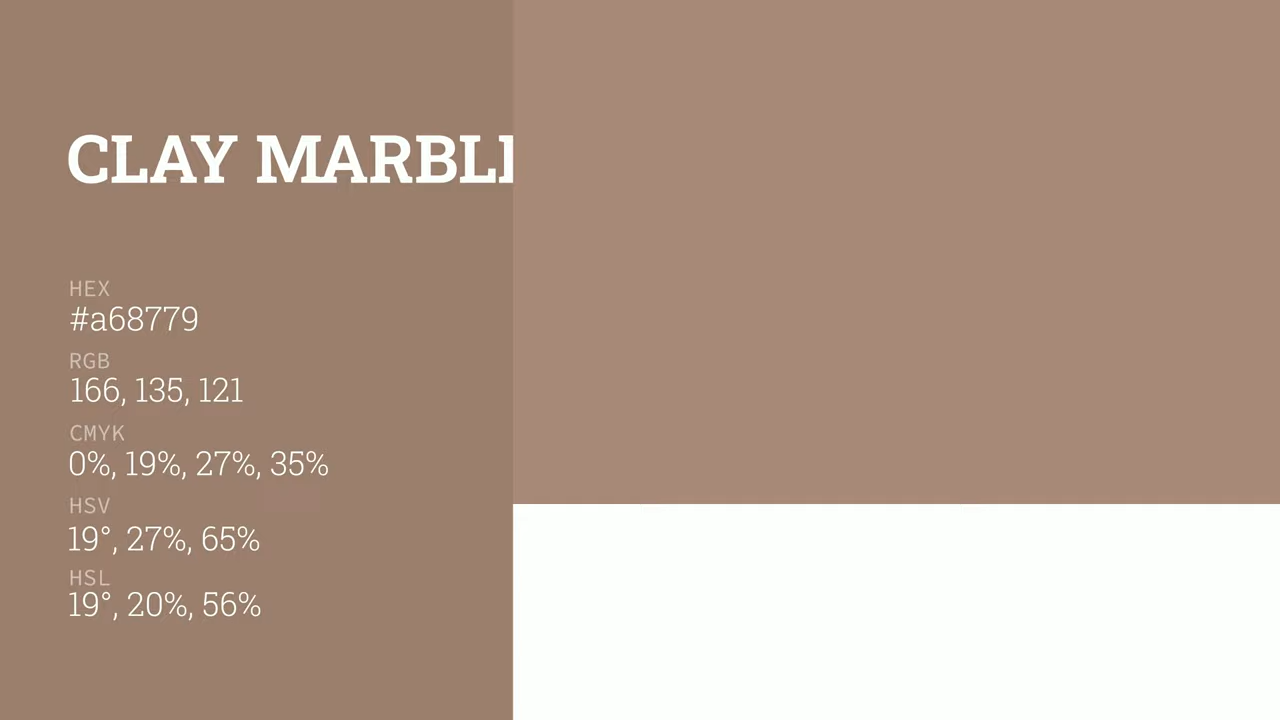 CLAY MARBLE
HEX
#a68779
RGB
166, 135, 121
CMYK
0%, 19%, 27%, 35%
HSV
19°, 27%, 65%
HSL
19°, 20%, 56%